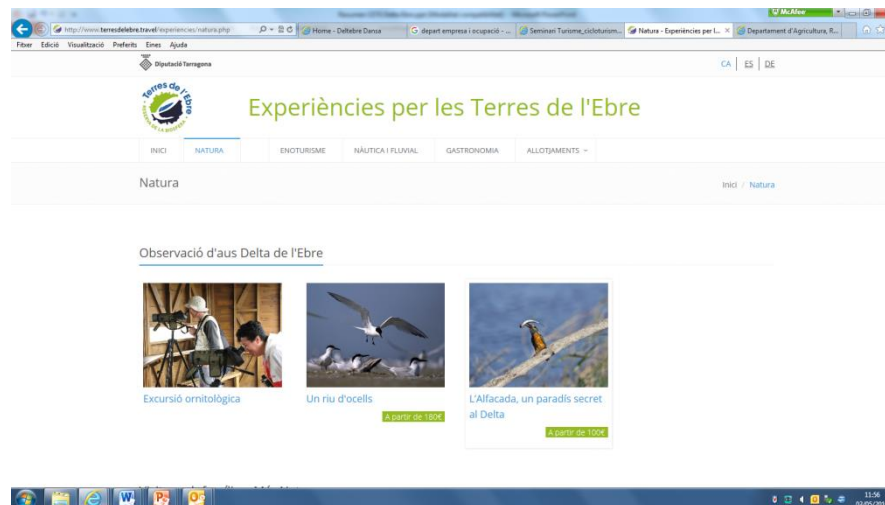 McAfee
http://www.terresdelebre.travel/experiencies/natura.php
Home - Deltebre Dansa
depart empresa i ocupació - ...
Seminari Turisme_cicloturism...
Natura - Experiències per l...
Departament d'Agricultura, R...
Fitxer Edició Visualització Preferits Eines Ajuda
Diputació Tarragona
CA ES DE
Terres de l'Ebre
Experiències per les Terres de l'Ebre
INICI NATURA ENOTURISME NÀUTICA I FLUVIAL GASTRONOMIA ALLOTJAMENTS
Natura
Inici / Natura
Observació d'aus Delta de l'Ebre
Excursió ornitològica
Un riu d'ocells
A partir de 180€
L'Alfacada, un paradís secret
al Delta
A partir de 100€
11:56